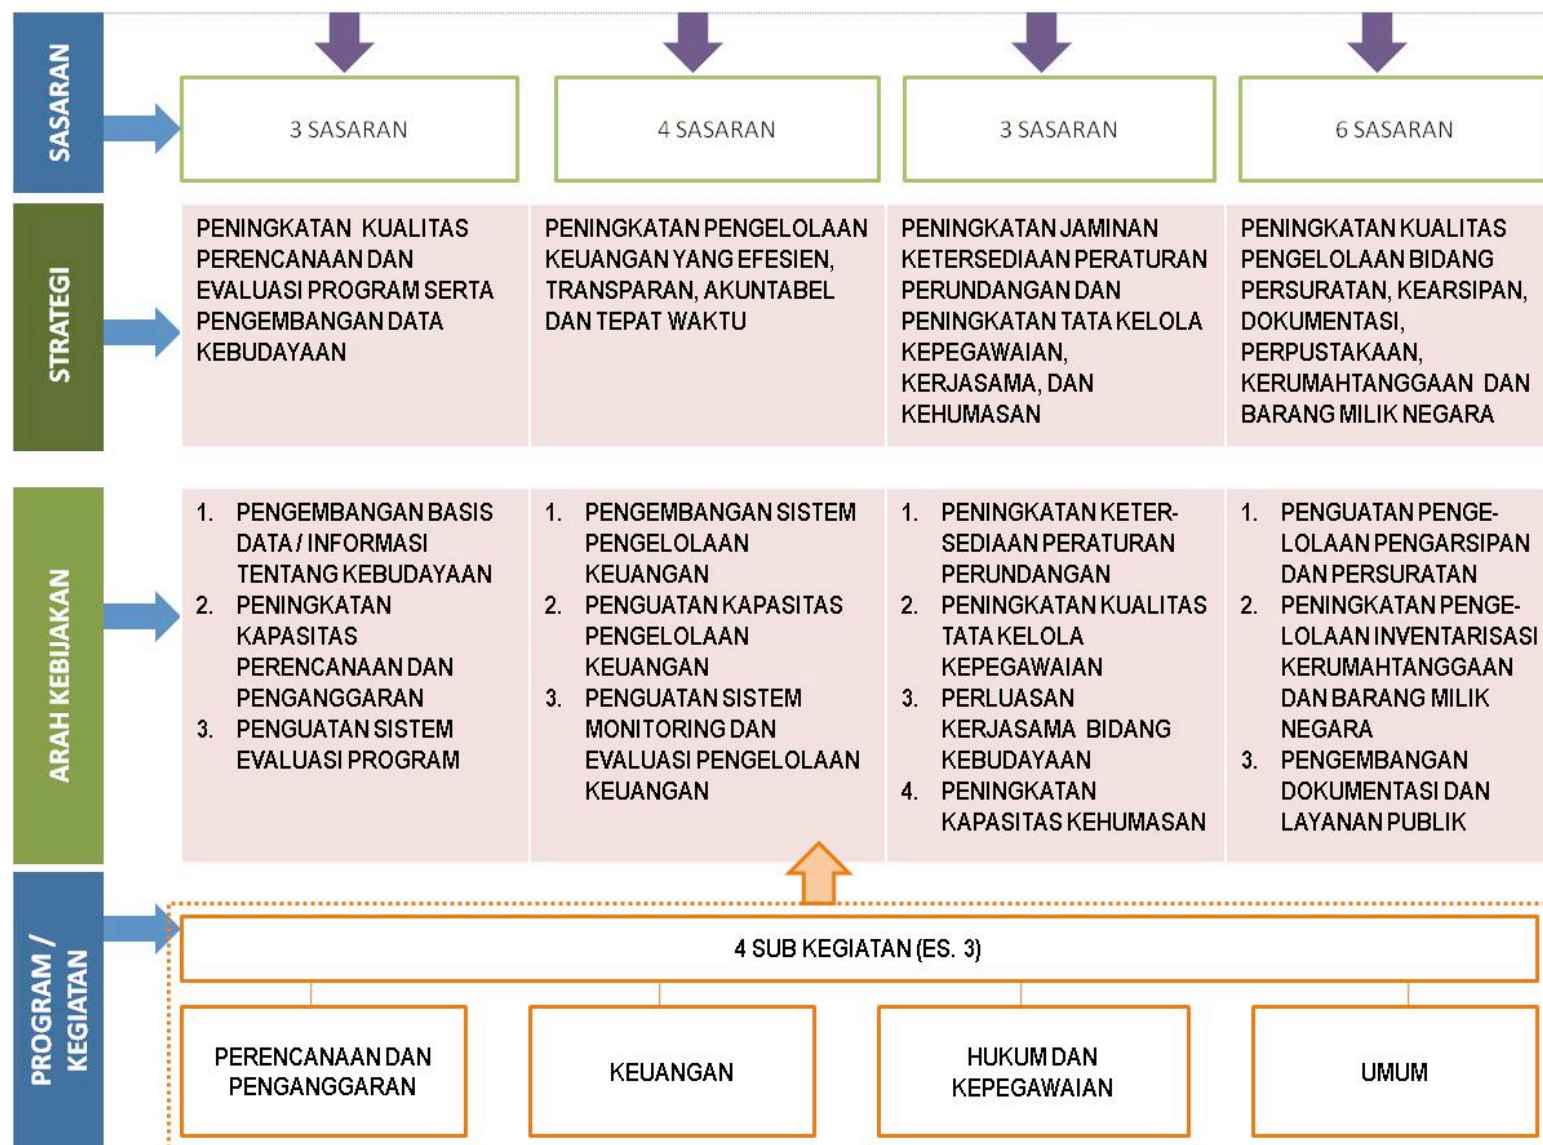 SASARAN
3 SASARAN
4 SASARAN
3 SASARAN
6 SASARAN
STRATEGI
PENINGKATAN KUALITAS
PERENCANAAN DAN
EVALUASI PROGRAM SERTA
PENGEMBANGAN DATA
KEBUDAYAAN
PENINGKATAN PENGELOLAAN
KEUANGAN YANG EFESIEN,
TRANSPARAN, AKUNTABEL
DAN TEPAT WAKTU
PENINGKATAN JAMINAN
KETERSEDIAAN PERATURAN
PERUNDANGAN DAN
PENINGKATAN TATA KELOLA
KEPEGAWAIAN,
KERJASAMA, DAN
KEHUMASAN
PENINGKATAN KUALITAS
PENGELOLAAN BIDANG
PERSURATAN, KEARSIPAN,
DOKUMENTASI,
PERPUSTAKAAN,
KERUMAHTANGGAAN DAN
BARANG MILIK NEGARA
ARAH KEBIJAKAN
1. PENGEMBANGAN BASIS
DATA / INFORMASI
TENTANG KEBUDAYAAN
2. PENINGKATAN
KAPASITAS
PERENCANAAN DAN
PENGANGGARAN
3. PENGUATAN SISTEM
EVALUASI PROGRAM
1. PENGEMBANGAN SISTEM
PENGELOLAAN
KEUANGAN
2. PENGUATAN KAPASITAS
PENGELOLAAN
KEUANGAN
3. PENGUATAN SISTEM
MONITORING DAN
EVALUASI PENGELOLAAN
KEUANGAN
1. PENINGKATAN KETER-
SEDIAAN PERATURAN
PERUNDANGAN
2. PENINGKATAN KUALITAS
TATA KELOLA
KEPEGAWAIAN
3. PERLUASAN
KERJASAMA BIDANG
KEBUDAYAAN
4. PENINGKATAN
KAPASITAS KEHUMASAN
1. PENGUATAN PENGE-
LOLAAN PENGARSIPAN
DAN PERSURATAN
2. PENINGKATAN PENGE-
LOLAAN INVENTARISASI
KERUMAHTANGGAAN
DAN BARANG MILIK
NEGARA
3. PENGEMBANGAN
DOKUMENTASI DAN
LAYANAN PUBLIK
PROGRAM /
KEGIATAN
4 SUB KEGIATAN (ES. 3)
PERENCANAAN DAN
PENGANGGARAN
KEUANGAN
HUKUM DAN
KEPEGAWAIAN
UMUM